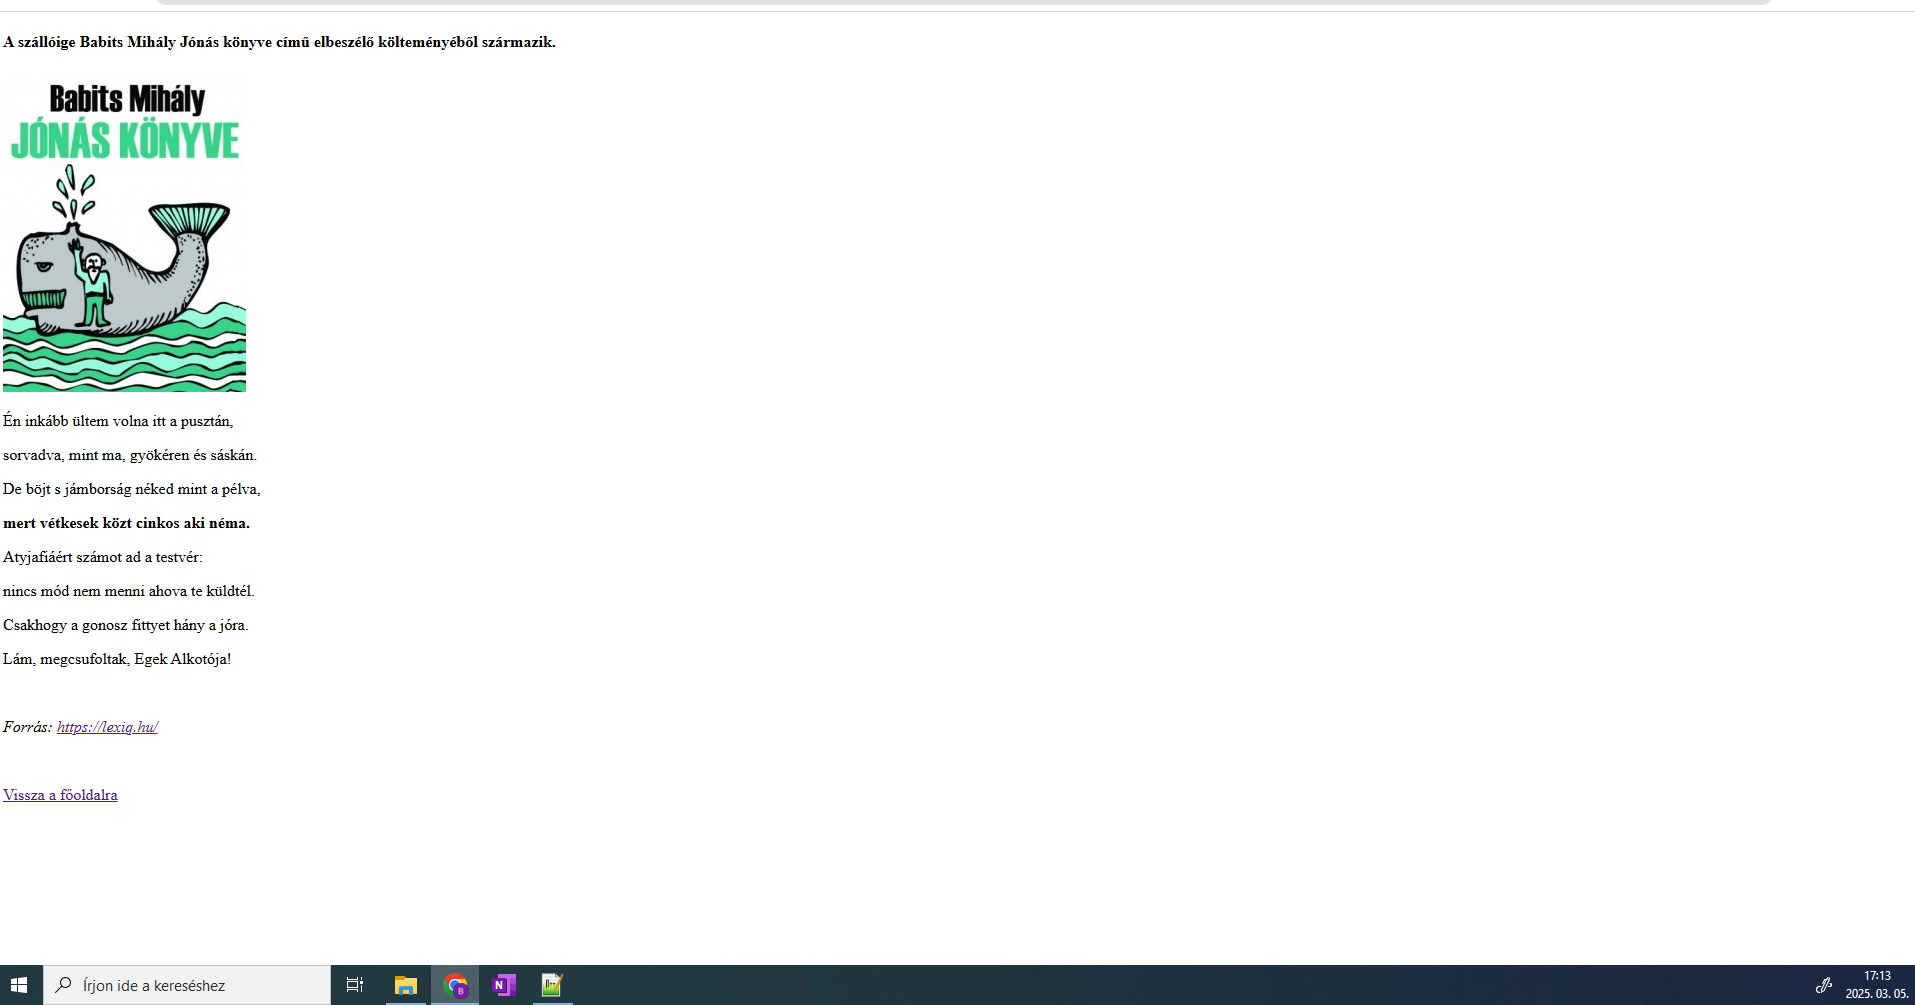 A szállóige Babits Mihály Jónás könyve című elbeszélő költeményéből származik.
Babits Mihály
JÓNÁS KÖNYVE
Én inkább ültem volna itt a pusztán,
sorvadva, mint ma, gyökéren és sáskán.
De böjt s jámborság néked mint a pélva,
mert vétkesek közt cinkos aki néma.
Atyjafiáért számot ad a testvér:
nincs mód nem menni ahova te küldtél.
Csakhogy a gonosz fittyet hány a jóra.
Lám, megcsufoltak, Egek Alkotója!
Forrás: https://lexiq.hu/
Vissza a főoldalra
Írjon ide a kereséshez
B
N
17:13
2025. 03. 05.